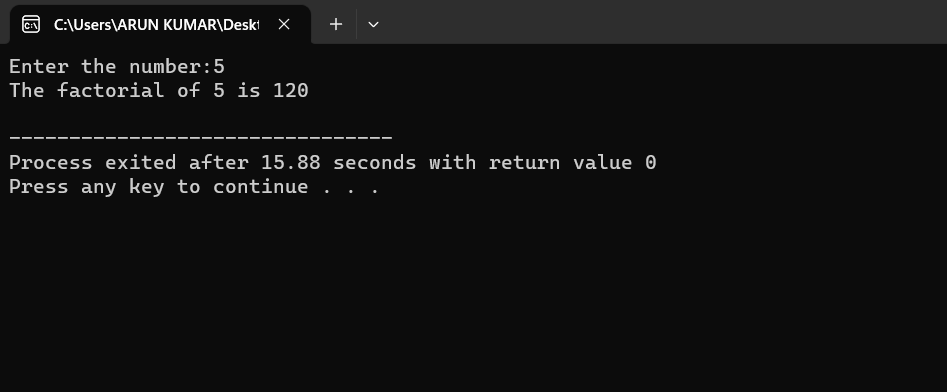 C:\Users\ARUN KUMAR\Deskt
Enter the number:5
The factorial of 5 is 120
--------------------------------
Process exited after 15.88 seconds with return value 0
Press any key to continue . . .